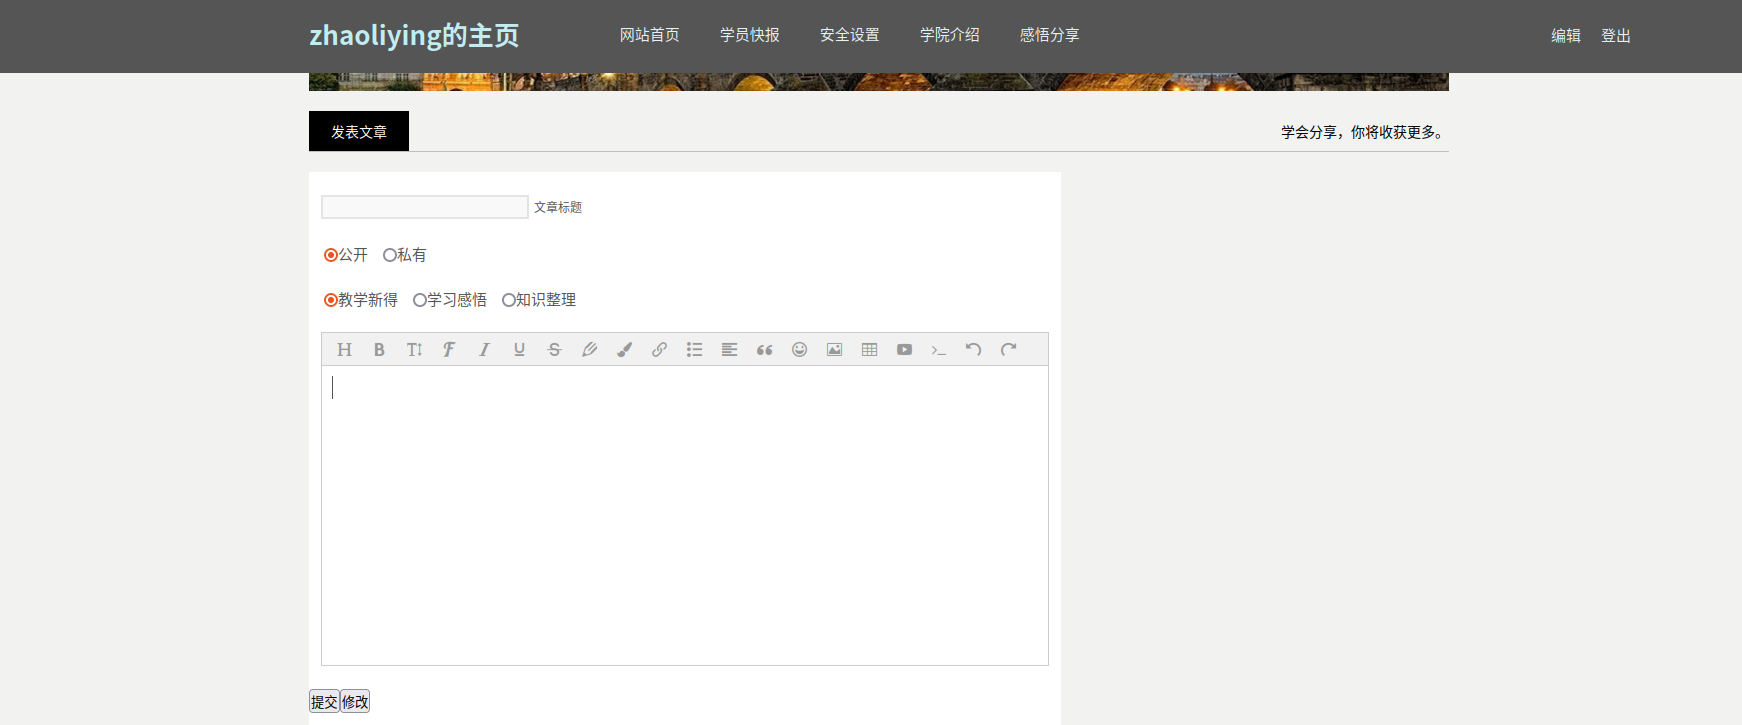 zhaoliying的主页 网站首页 学员快报 安全设置 学院介绍 感悟分享 编辑 登出
发表文章 学会分享，你将收获更多。
文章标题
公开 私有
教学新得 学习感悟 知识整理
提交 修改